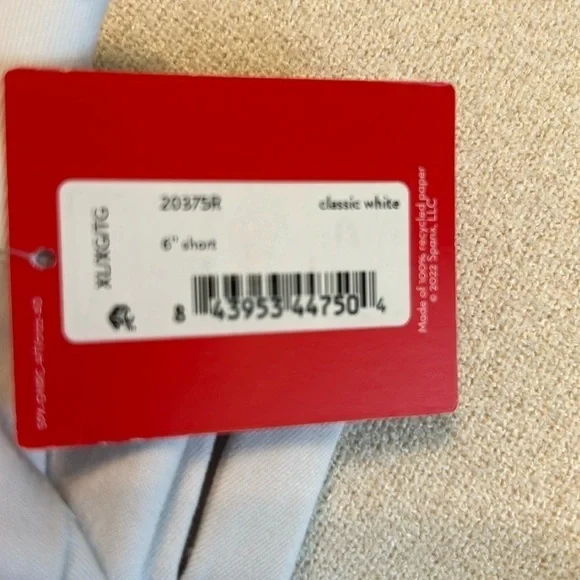 20375R
classic white
6" short
XL/XG/TG
8 43953 44750 4
Made of 100% recycled paper
© 2022 Spanx, LLC